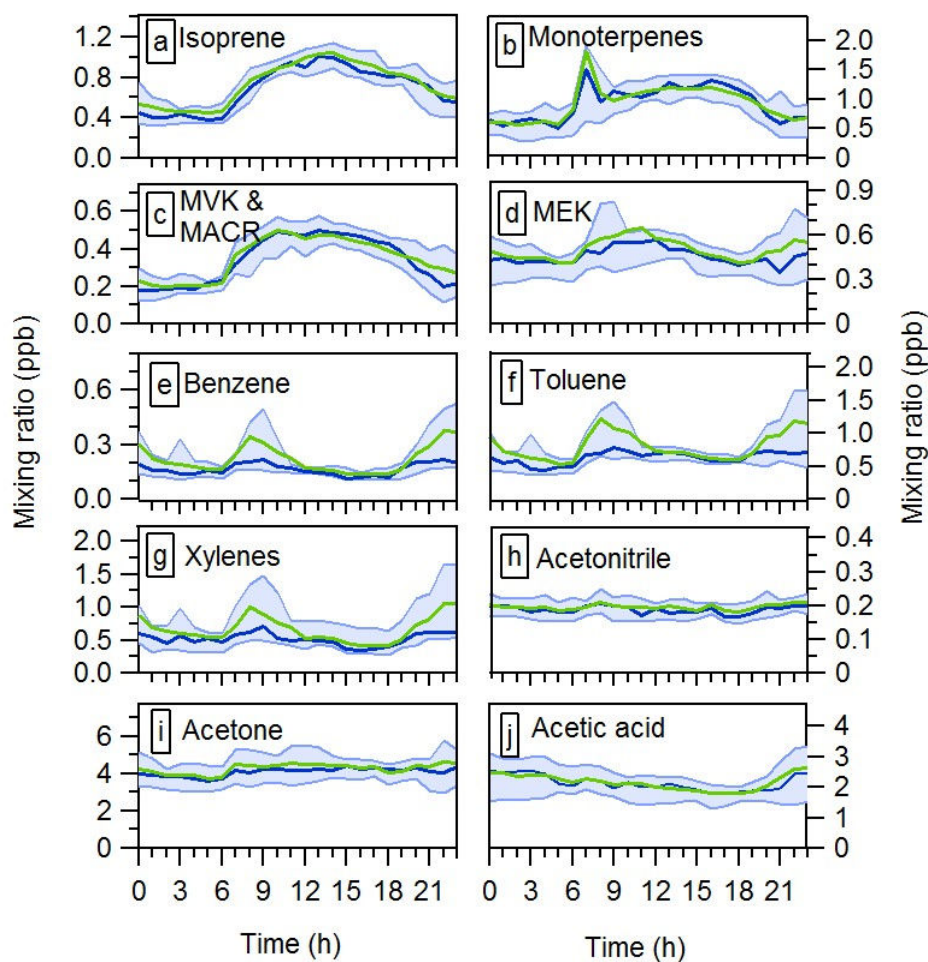 a Isoprene
1.2
0.8
0.4
0.0
b Monoterpenes
2.0
1.5
1.0
0.5
0
c MVK &
MACR
0.6
0.4
0.2
0.0
d MEK
0.9
0.6
0.3
0
e Benzene
0.6
0.3
0.0
f Toluene
2.0
1.5
1.0
0.5
0
g Xylenes
2.0
1.5
1.0
0.5
0.0
h Acetonitrile
0.4
0.3
0.2
0.1
0
i Acetone
6
4
2
0
j Acetic acid
4
3
2
1
0
Mixing ratio (ppb)
Mixing ratio (ppb)
0 3 6 9 12 15 18 21
0 3 6 9 12 15 18 21
Time (h)
Time (h)